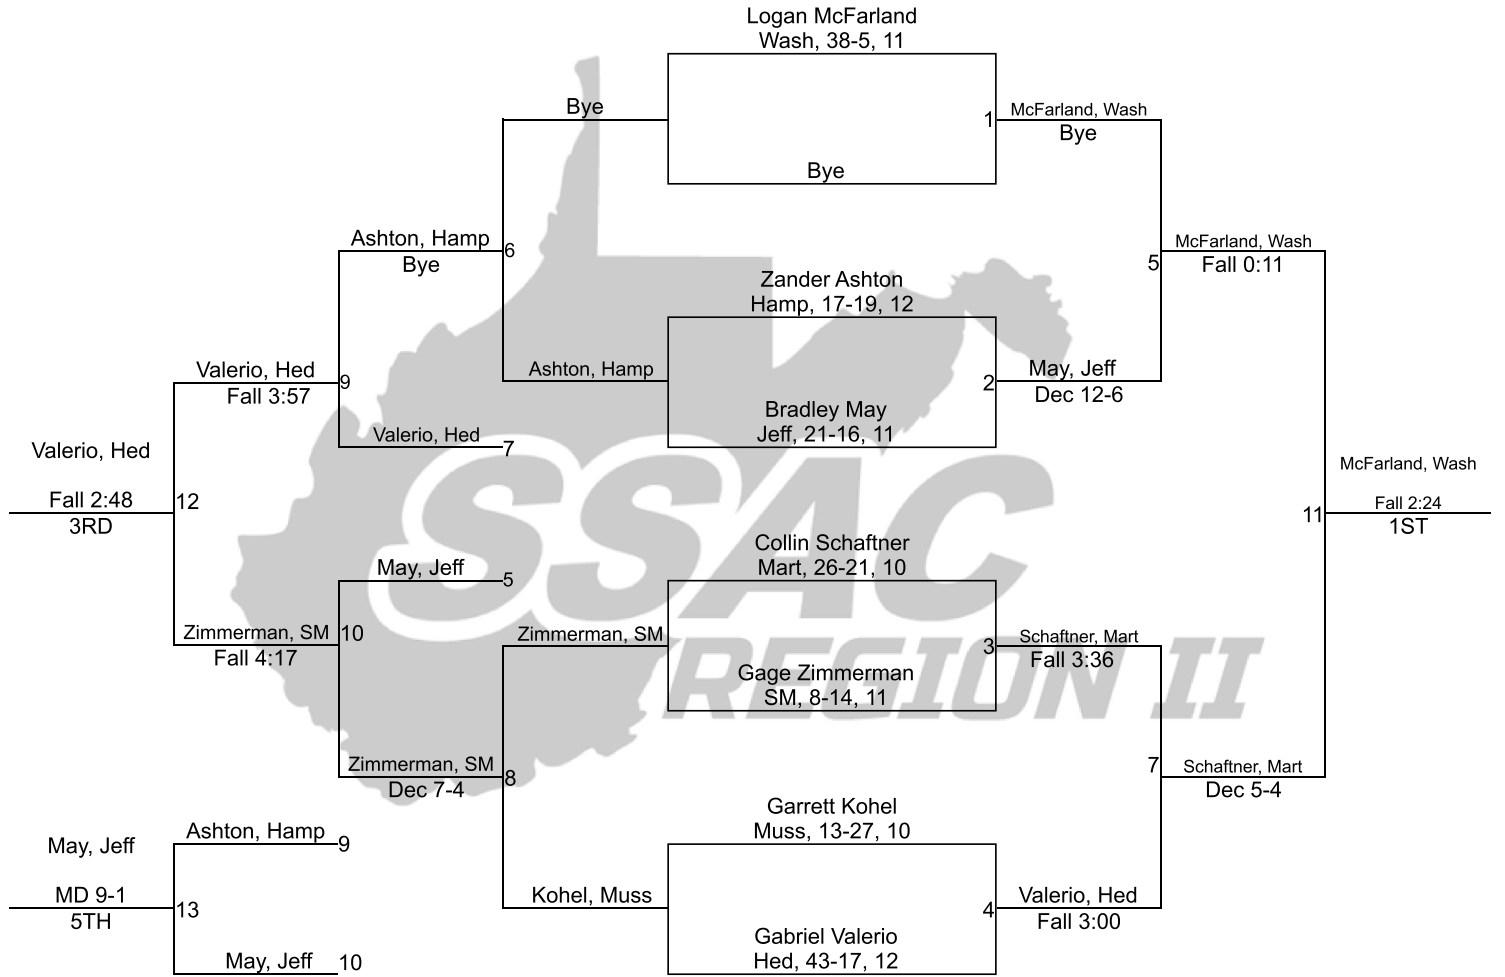 Logan McFarland
Wash, 38-5, 11
Bye
1
McFarland, Wash
Bye
Bye
Ashton, Hamp
6
Bye
McFarland, Wash
5
Fall 0:11
Zander Ashton
Hamp, 17-19, 12
Ashton, Hamp
2
May, Jeff
Dec 12-6
Valerio, Hed
9
Fall 3:57
Bradley May
Jeff, 21-16, 11
Valerio, Hed
7
Valerio, Hed
Fall 2:48
12
3RD
McFarland, Wash
Fall 2:24
11
1ST
SSAC
REGION II
Collin Schaftner
Mart, 26-21, 10
May, Jeff
5
Zimmerman, SM
10
Fall 4:17
Zimmerman, SM
3
Schaftner, Mart
Fall 3:36
Gage Zimmerman
SM, 8-14, 11
Zimmerman, SM
8
Dec 7-4
7
Schaftner, Mart
Dec 5-4
Garrett Kohel
Muss, 13-27, 10
Ashton, Hamp
9
May, Jeff
MD 9-1
13
5TH
Kohel, Muss
4
Valerio, Hed
Fall 3:00
Gabriel Valerio
Hed, 43-17, 12
May, Jeff
10